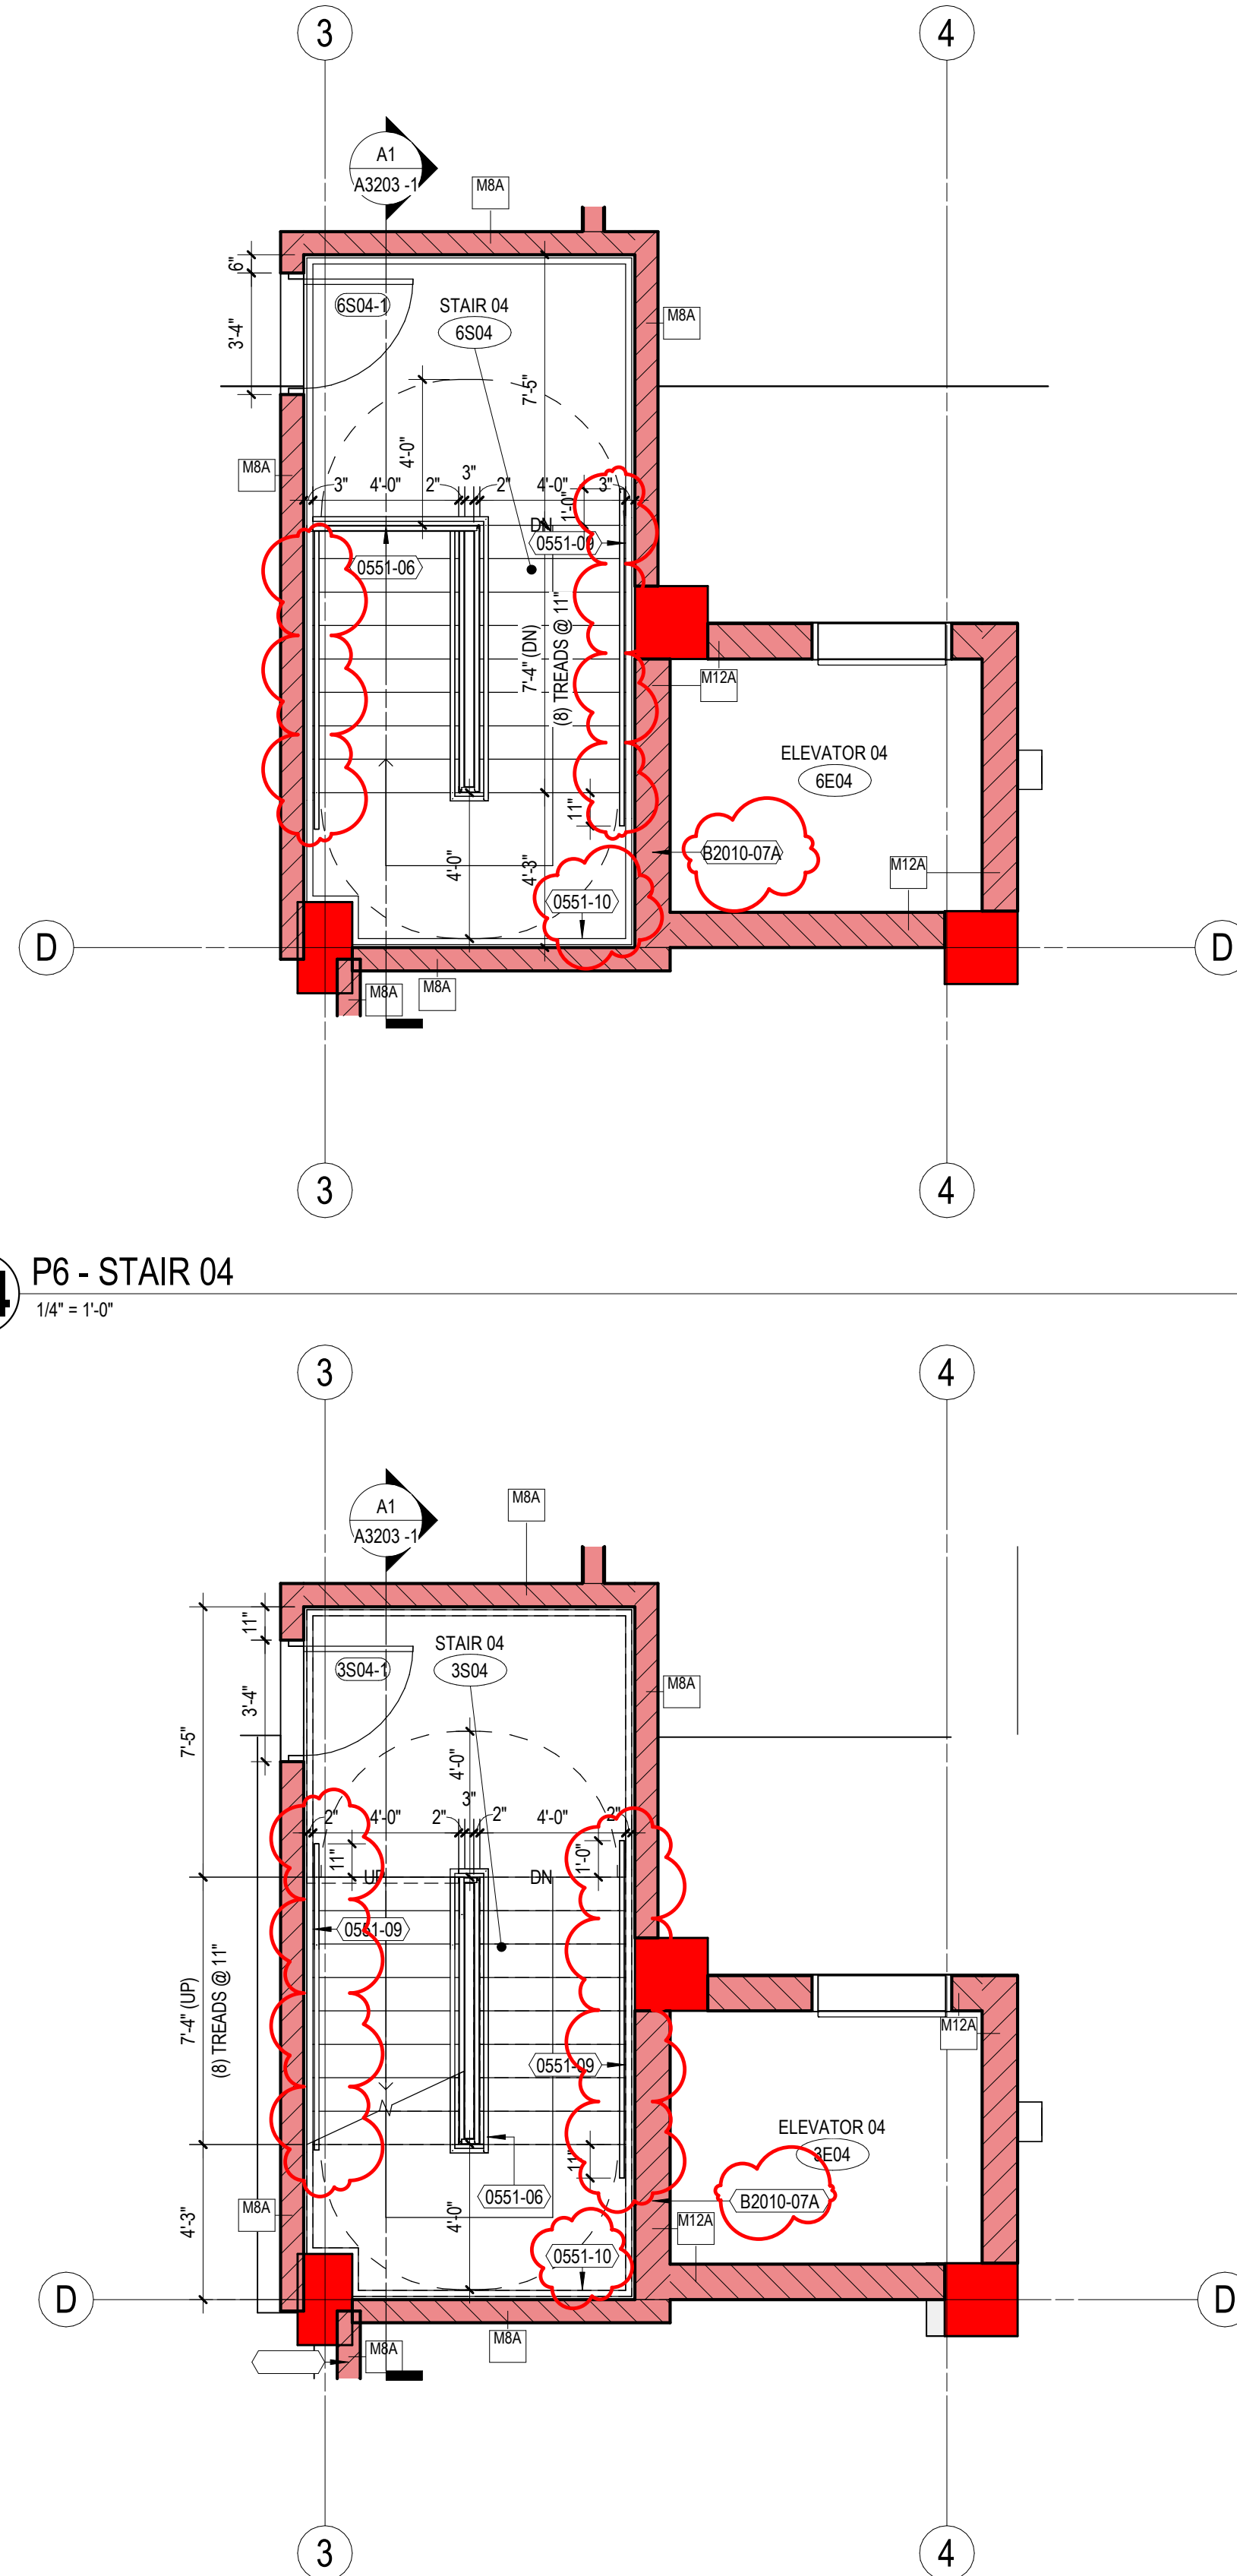 3
4
A1
A3203 -1
M8A
6"
6S04-1
STAIR 04
6S04
M8A
3'-4"
7'-5"
4'-0"
M8A
3"
4'-0"
2"
3"
2"
4'-0"
3"
1'-0"
DN
0551-09
0551-06
7'-4" (DN)
(8) TREADS @ 11"
M12A
ELEVATOR 04
6E04
11"
B2010-07A
M12A
4'-0"
4'-3"
0551-10
D
D
M8A
M8A
3
4
4
P6 - STAIR 04
1/4" = 1'-0"
3
4
A1
A3203 -1
M8A
11"
STAIR 04
3S04-1
3S04
M8A
3'-4"
7'-5"
4'-0"
3"
2"
4'-0"
2"
2"
4'-0"
2"
11"
1'-0"
UP
DN
0551-09
7'-4" (UP)
(8) TREADS @ 11"
0551-09
M12A
ELEVATOR 04
3E04
11"
0551-06
B2010-07A
M8A
4'-3"
4'-0"
M12A
0551-10
D
D
M8A
M8A
3
4